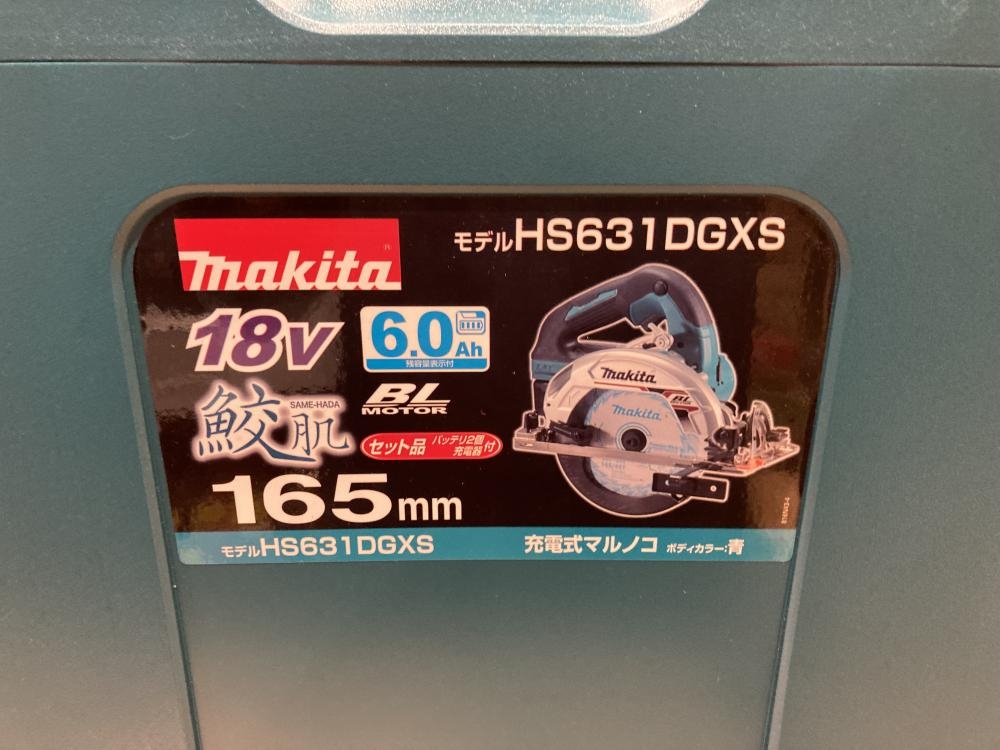 makita®
モデルHS631DGXS
18V
6.0Ah
残容量表示付
鮫肌
SAME-HADA
BL
MOTOR
セット品 バッテリ2個
充電器付
165mm
Makita
BL
makita
モデルHS631DGXS
充電式マルノコ ボディカラー:青